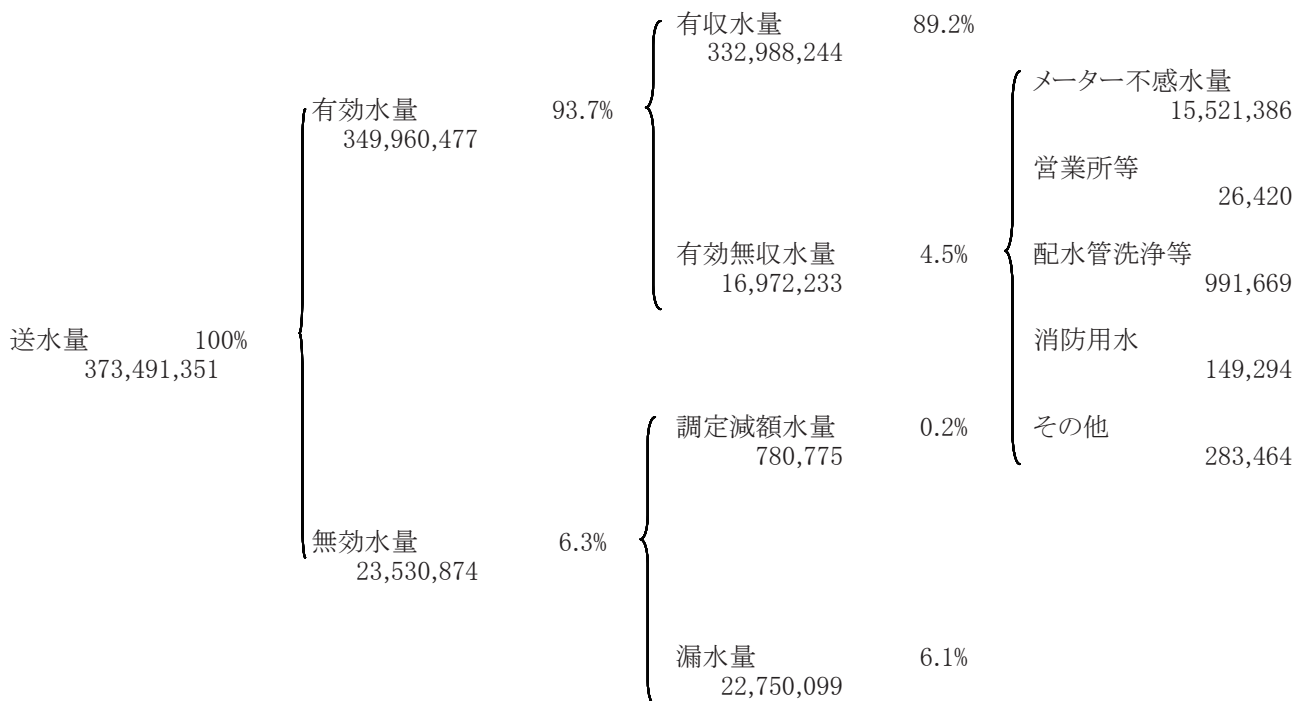 有収水量 89.2%
332,988,244
メーター不感水量
15,521,386
有効水量 93.7%
349,960,477
営業所等
26,420
有効無収水量 4.5%
16,972,233
配水管洗浄等
991,669
送水量 100%
373,491,351
消防用水
149,294
調定減額水量 0.2%
780,775
その他
283,464
無効水量 6.3%
23,530,874
漏水量 6.1%
22,750,099